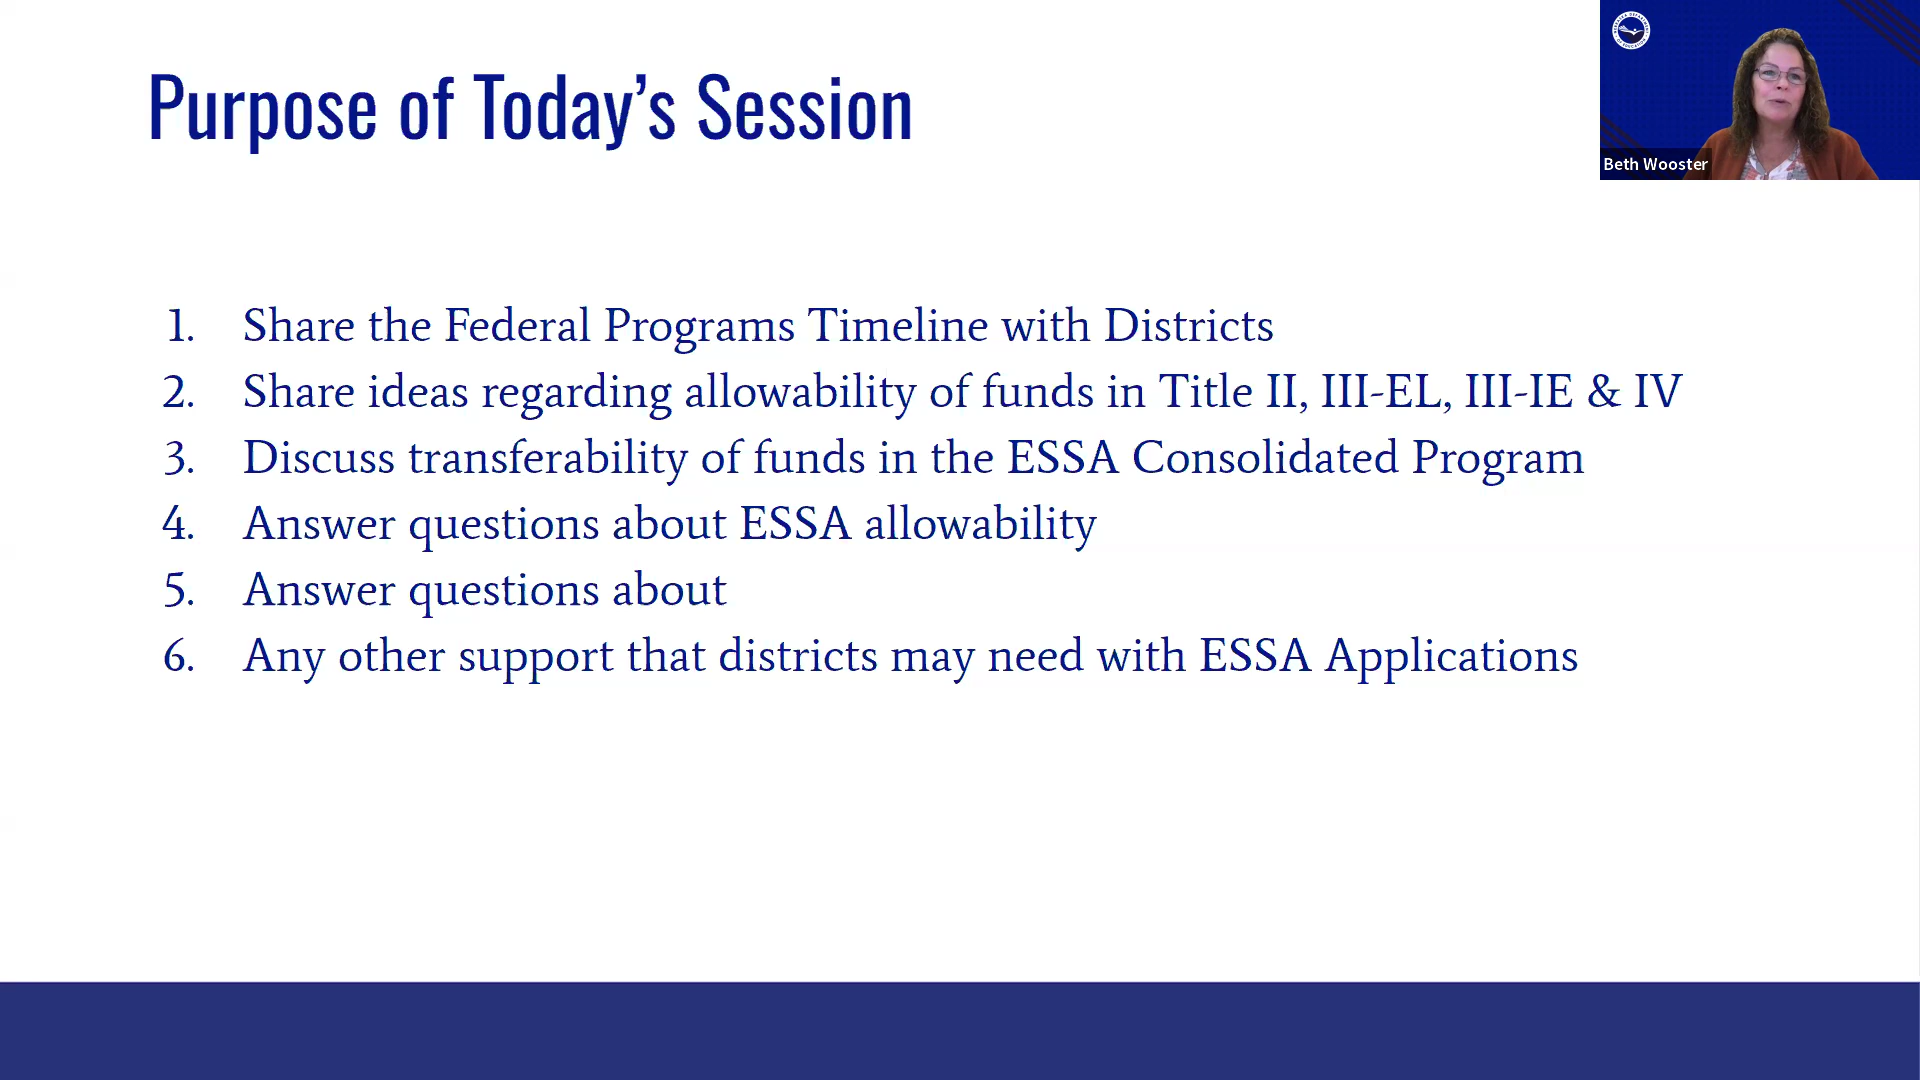 Purpose of Today’s Session
Beth Wooster
1. Share the Federal Programs Timeline with Districts
2. Share ideas regarding allowability of funds in Title II, III-EL, III-IE & IV
3. Discuss transferability of funds in the ESSA Consolidated Program
4. Answer questions about ESSA allowability
5. Answer questions about
6. Any other support that districts may need with ESSA Applications